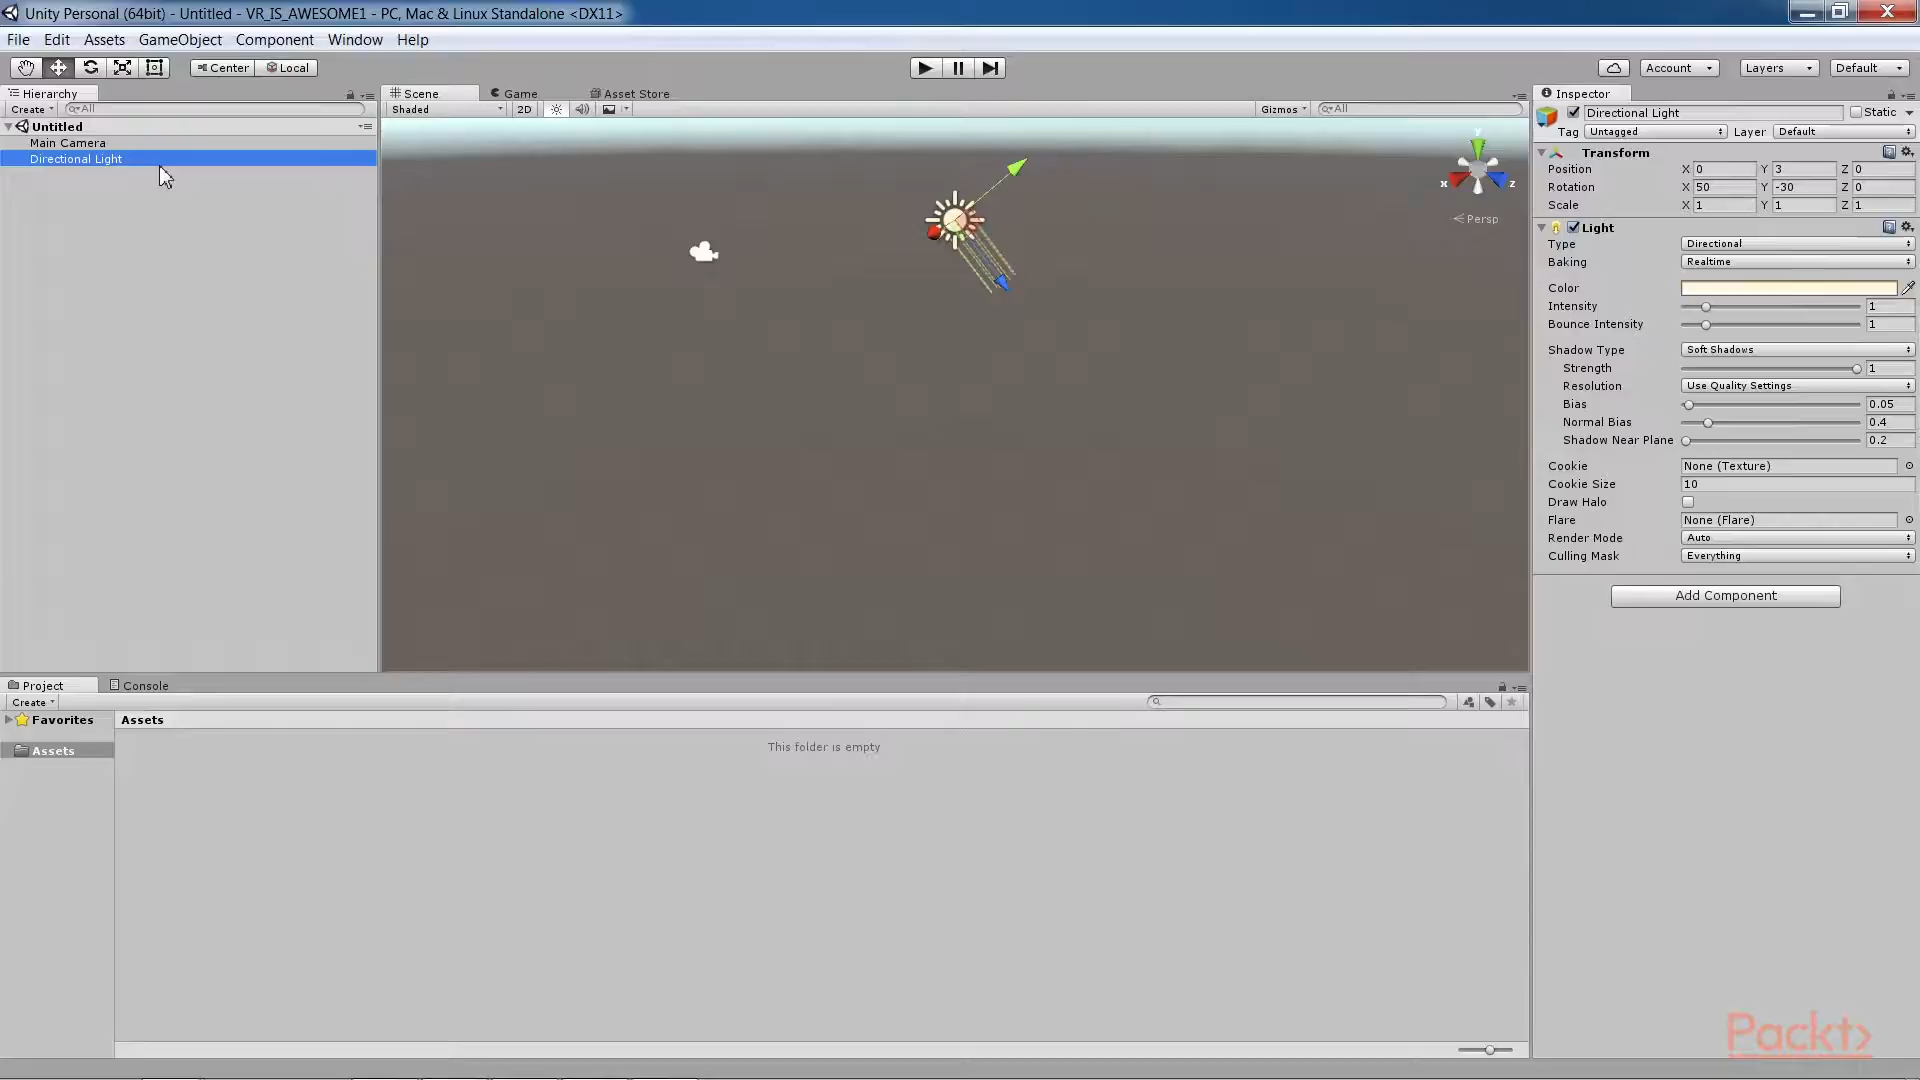 Unity Personal (64bit) - Untitled - VR_IS_AWESOME1 - PC, Mac & Linux Standalone <DX11>
File Edit Assets GameObject Component Window Help
Center Local Account Layers Default
Hierarchy Scene Game Asset Store Inspector
Create All Shaded 2D Gizmos All Directional Light Static
Untitled Tag Untagged Layer Default
Main Camera
Directional Light
Transform
Position X 0 Y 3 Z 0
Rotation X 50 Y -30 Z 0
Scale X 1 Y 1 Z 1
y
x z
Persp
Light
Type Directional
Baking Realtime
Color
Intensity 1
Bounce Intensity 1
Shadow Type Soft Shadows
Strength 1
Resolution Use Quality Settings
Bias 0.05
Normal Bias 0.4
Shadow Near Plane 0.2
Cookie None (Texture)
Cookie Size 10
Draw Halo
Flare None (Flare)
Render Mode Auto
Culling Mask Everything
Add Component
Project Console
Create
Favorites Assets
Assets This folder is empty
Packt>